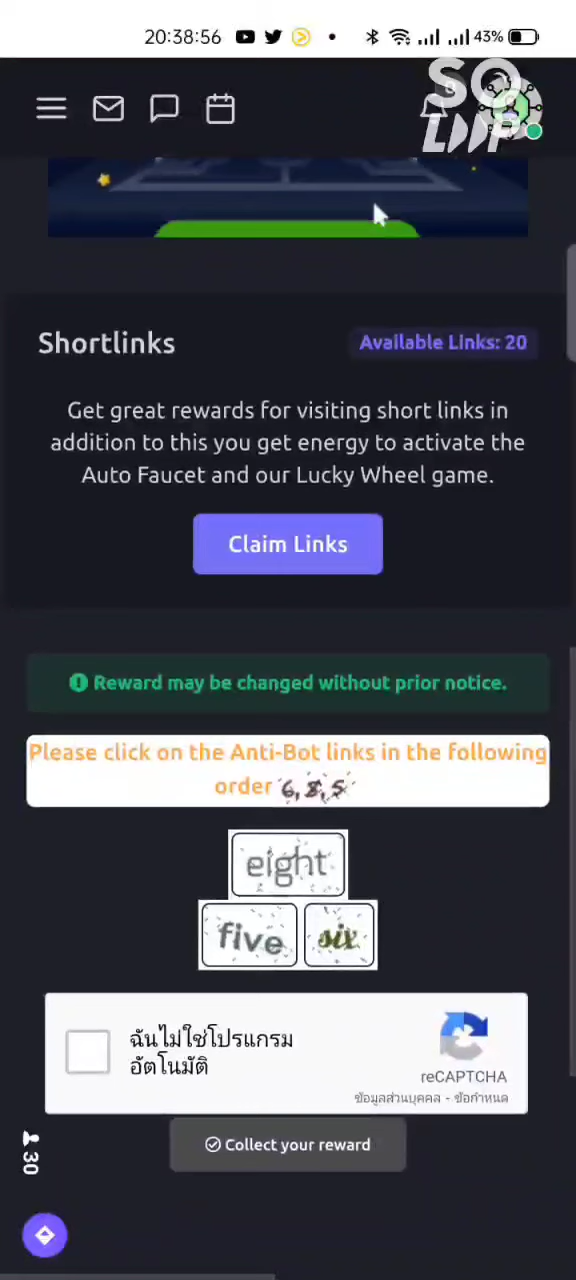 20:38:56
43%
SO
LOOP
Shortlinks
Available Links: 20
Get great rewards for visiting short links in
addition to this you get energy to activate the
Auto Faucet and our Lucky Wheel game.
Claim Links
Reward may be changed without prior notice.
Please click on the Anti-Bot links in the following
order 6, 8, 5
eight
five
six
ฉันไม่ใช่โปรแกรม
อัตโนมัติ
reCAPTCHA
ข้อมูลส่วนบุคคล - ข้อกำหนด
Collect your reward
30